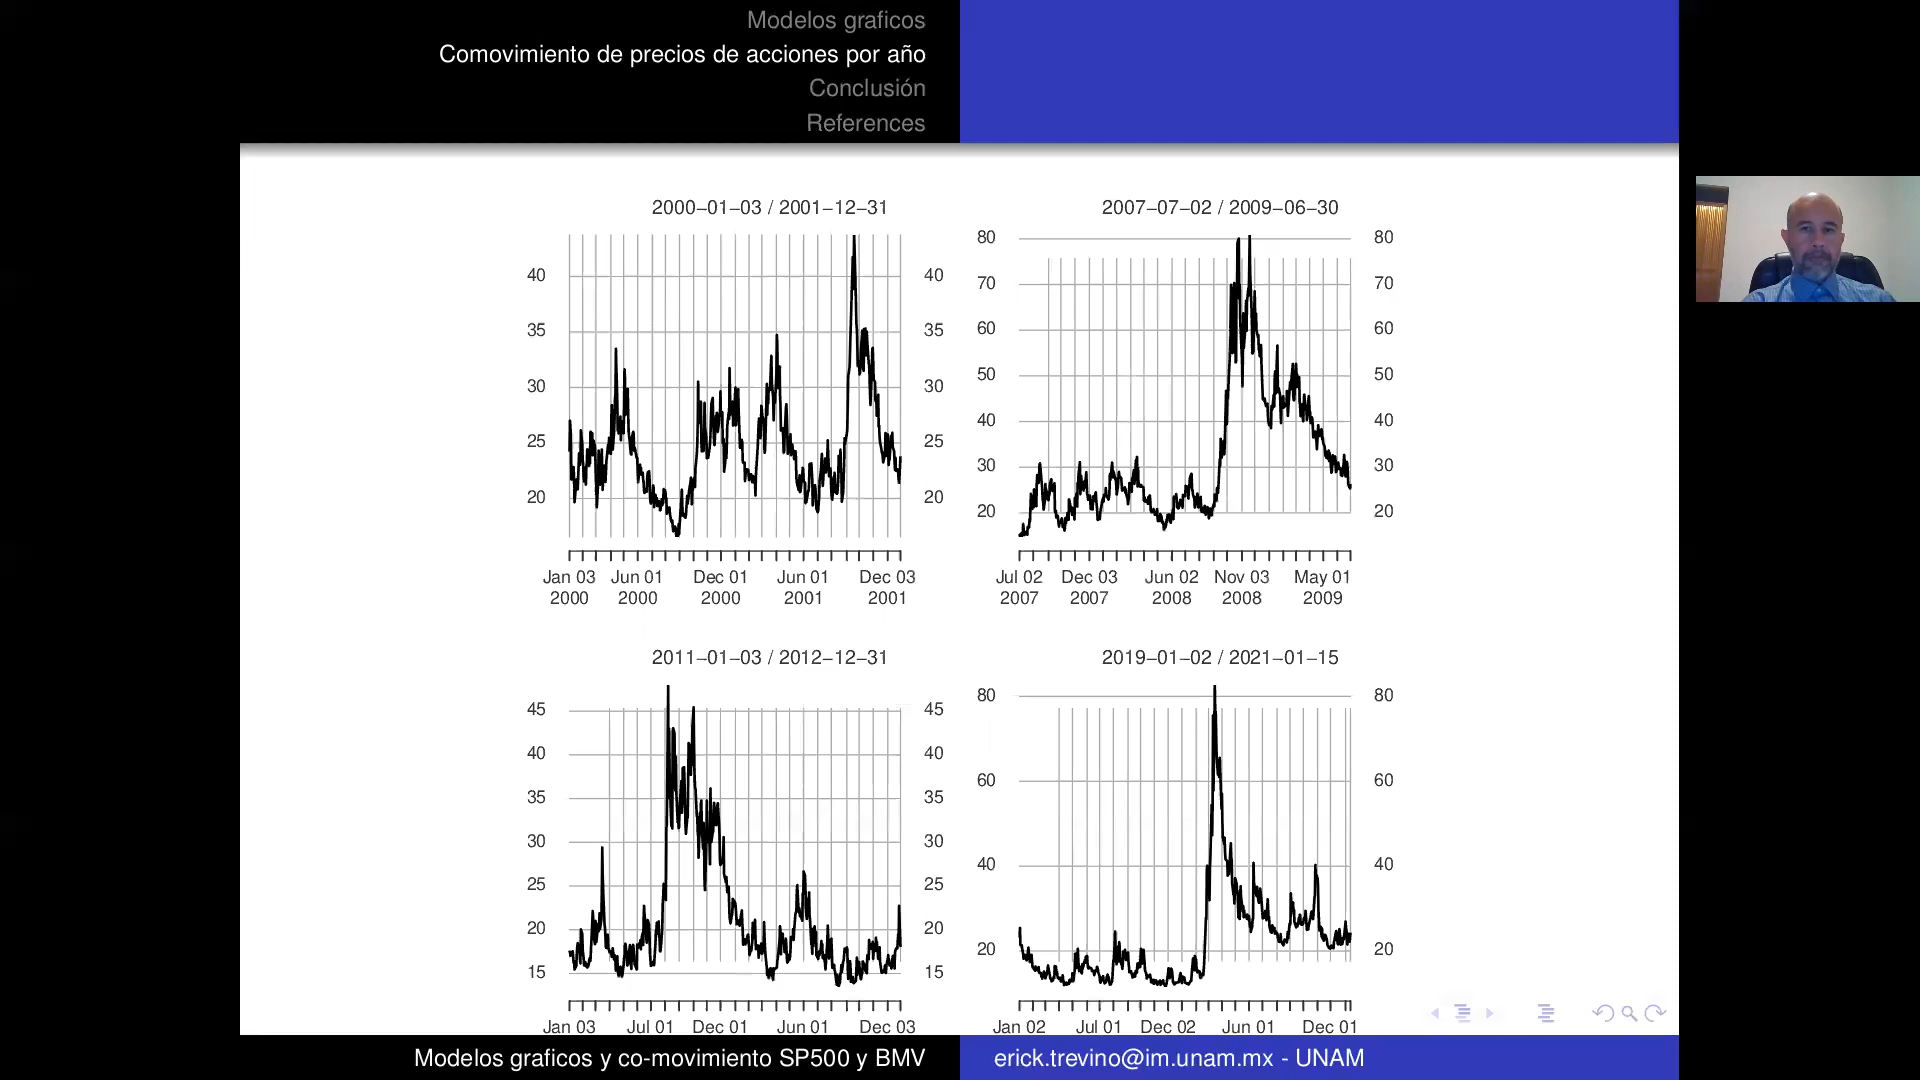 Modelos graficos
Comovimiento de precios de acciones por año
Conclusión
References
2000−01−03 / 2001−12−31
40 40
35 35
30 30
25 25
20 20
Jan 03 Jun 01 Dec 01 Jun 01 Dec 03
2000 2000 2000 2001 2001
2007−07−02 / 2009−06−30
80 80
70 70
60 60
50 50
40 40
30 30
20 20
Jul 02 Dec 03 Jun 02 Nov 03 May 01
2007 2007 2008 2008 2009
2011−01−03 / 2012−12−31
45 45
40 40
35 35
30 30
25 25
20 20
15 15
Jan 03 Jul 01 Dec 01 Jun 01 Dec 03
2019−01−02 / 2021−01−15
80 80
60 60
40 40
20 20
Jan 02 Jul 01 Dec 02 Jun 01 Dec 01
Modelos graficos y co-movimiento SP500 y BMV
erick.trevino@im.unam.mx - UNAM